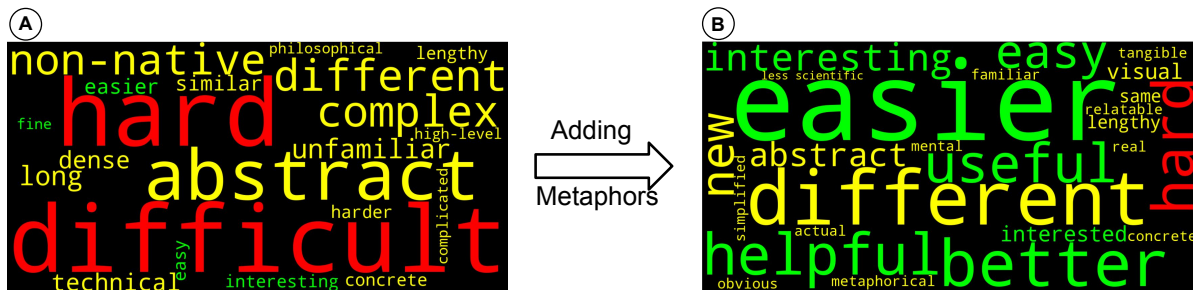 A
non-native
philosophical
lengthy
different
easier
similar
hard
complex
fine
high-level
unfamiliar
dense
long
abstract
complicated
harder
difficult
easy
technical
interesting
concrete
Adding
Metaphors
B
interesting
easy
tangible
less scientific
familiar
visual
easier
same
relatable
lengthy
hard
new
abstract
mental
useful
real
simplified
different
actual
interested
concrete
helpful
better
obvious
metaphorical